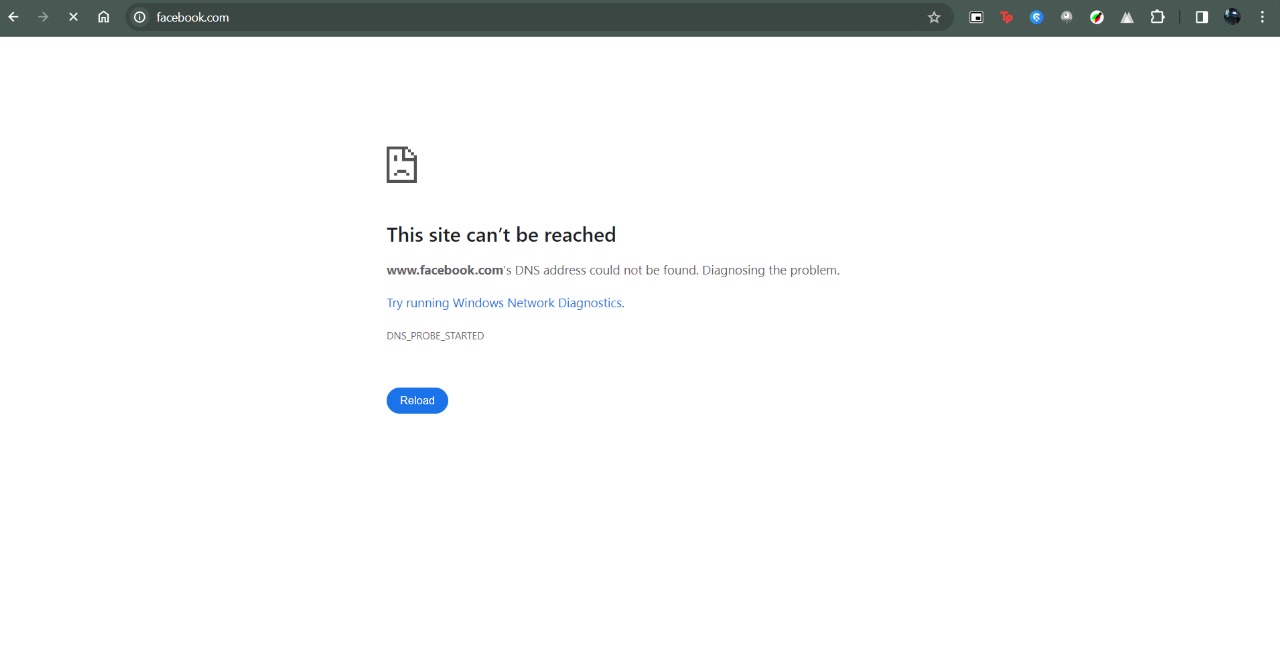 facebook.com
Tp
This site can't be reached
www.facebook.com's DNS address could not be found. Diagnosing the problem.
Try running Windows Network Diagnostics.
DNS_PROBE_STARTED
Reload